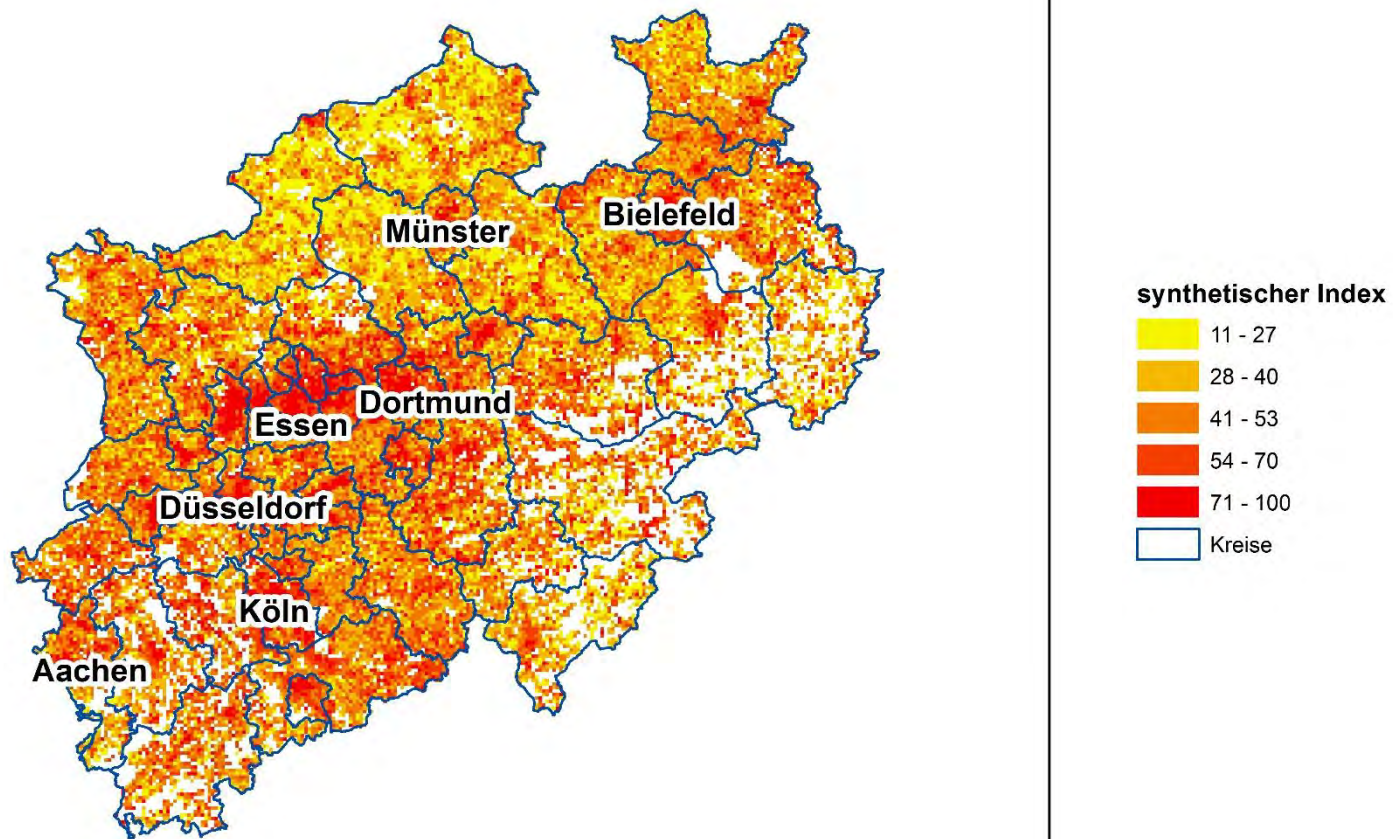 Münster
Bielefeld
Essen
Dortmund
Düsseldorf
Köln
Aachen
synthetischer Index
11 - 27
28 - 40
41 - 53
54 - 70
71 - 100
Kreise